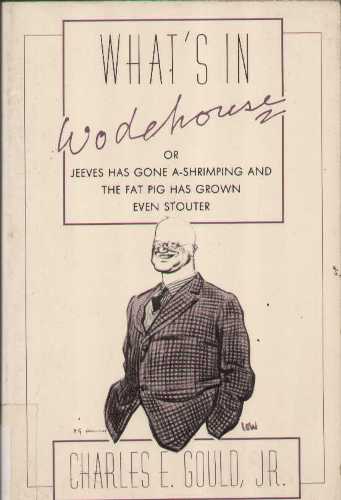 WHAT'S IN
Wodehouse
OR
JEEVES HAS GONE A-SHRIMPING AND
THE FAT PIG HAS GROWN
EVEN STOUTER
LOW
CHARLES E. GOULD, JR.